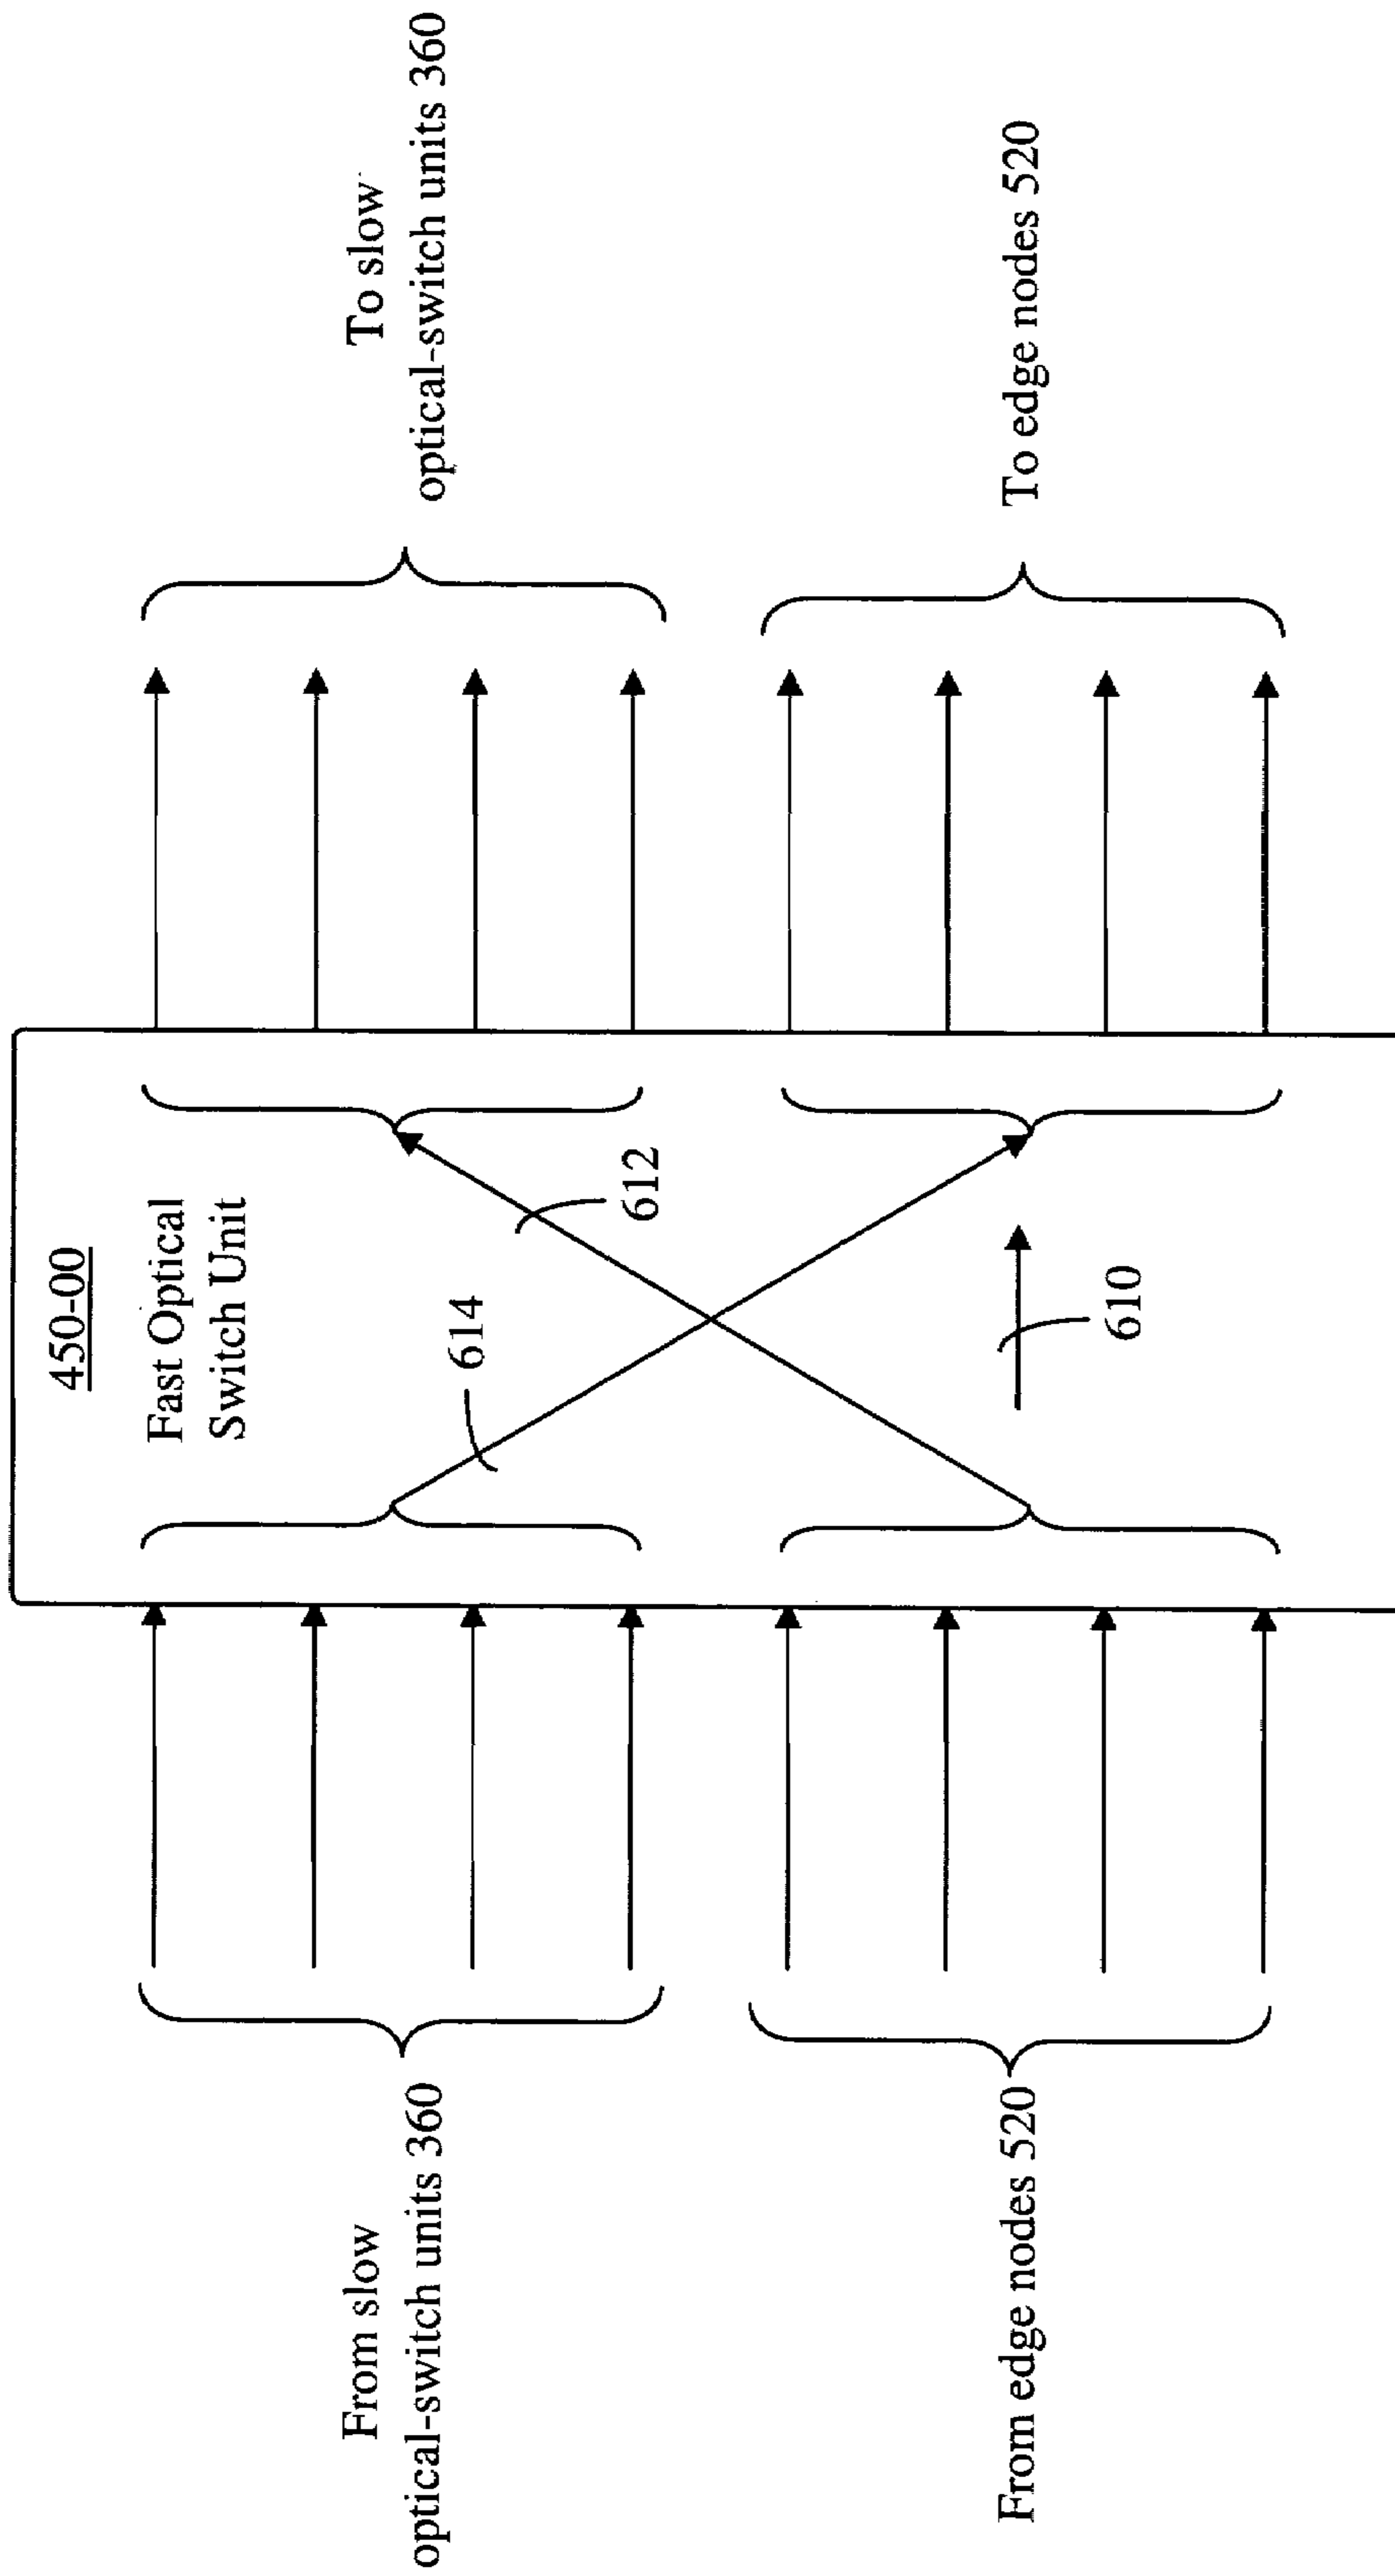 450-00
Fast Optical
Switch Unit
From slow
optical-switch units 360
From edge nodes 520
614
612
610
To slow
optical-switch units 360
To edge nodes 520